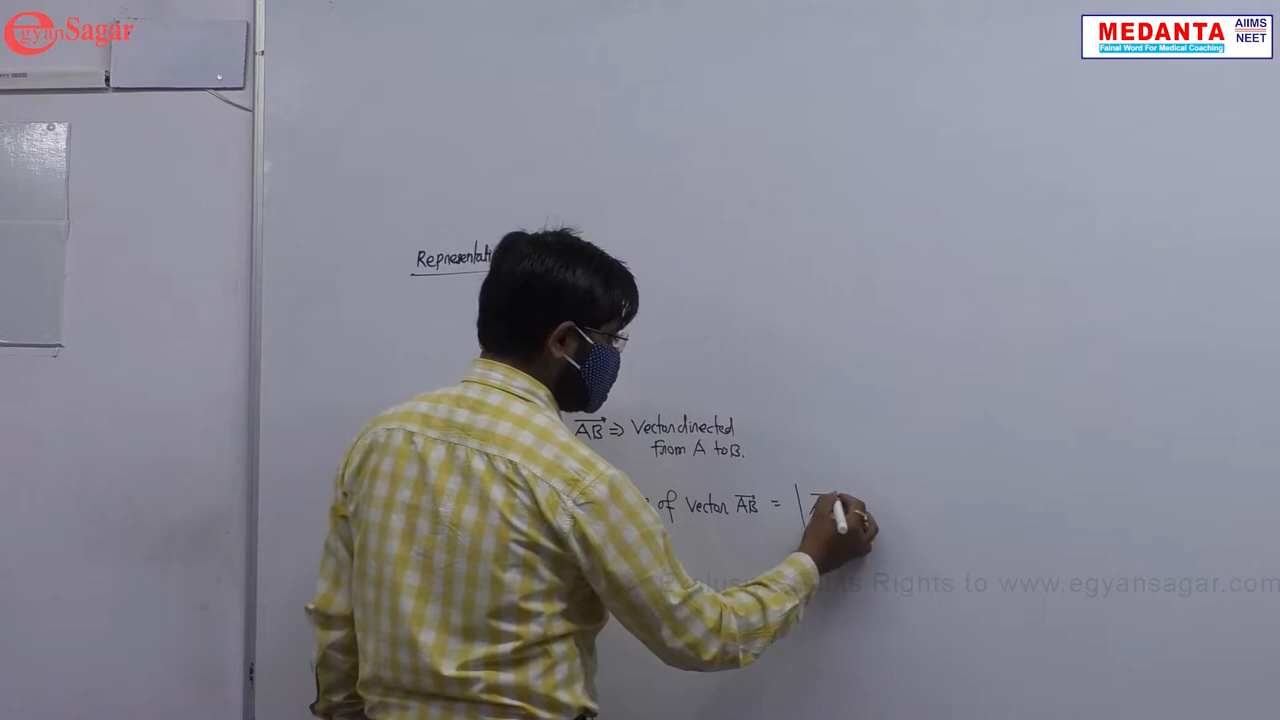 egyanSagar
MEDANTA
Fainal Word For Medical Coaching
AIIMS
NEET
AB ⇒ Vector directed
from A to B.
of vector AB = |
Rights to www.egyansagar.com